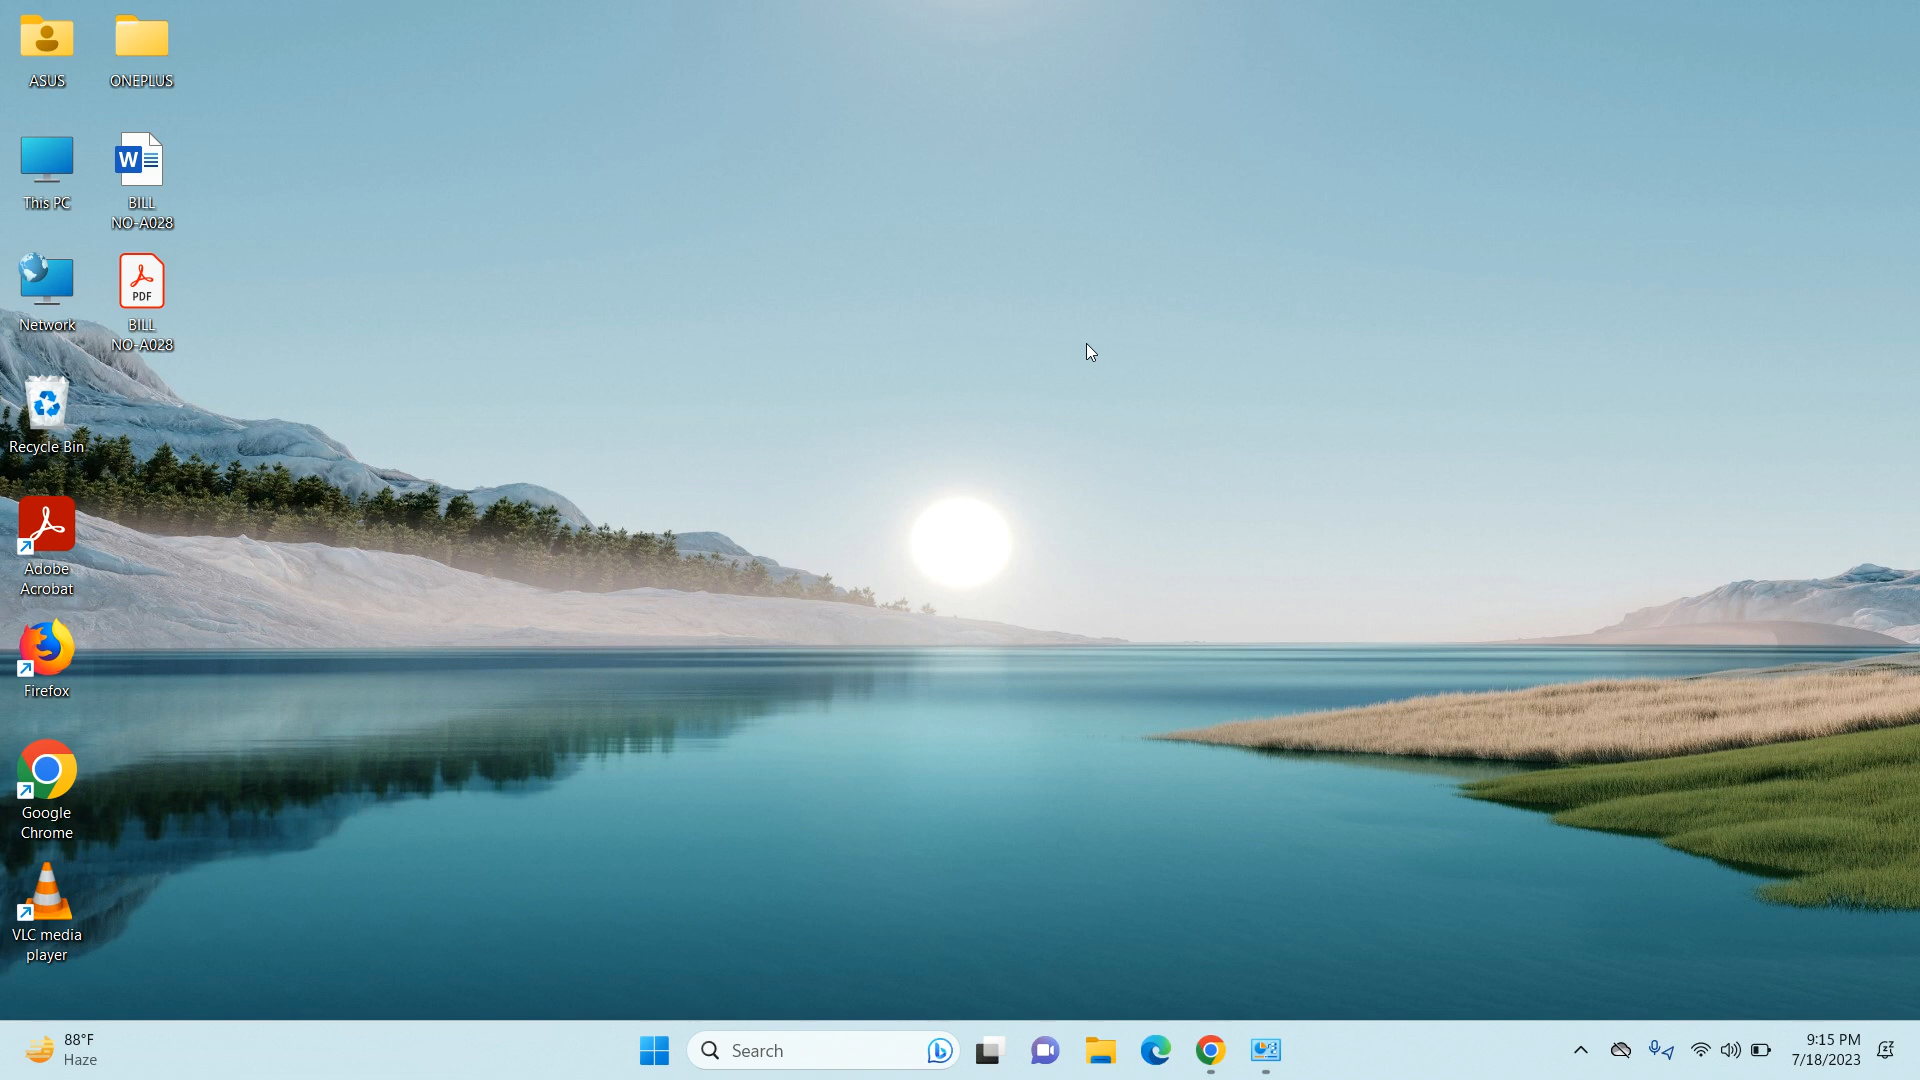 ASUS
ONEPLUS
This PC
BILL
NO-A028
Network
PDF
BILL
NO-A028
Recycle Bin
Adobe
Acrobat
Firefox
Google
Chrome
VLC media
player
88°F
Haze
Search
9:15 PM
7/18/2023